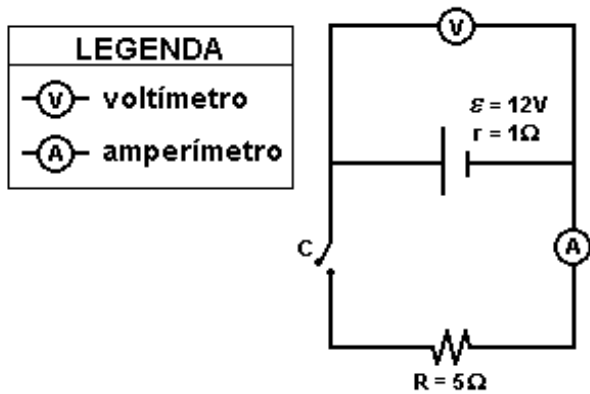 LEGENDA
V voltímetro
A amperímetro
V
ε = 12V
r = 1Ω
C
A
R = 5Ω